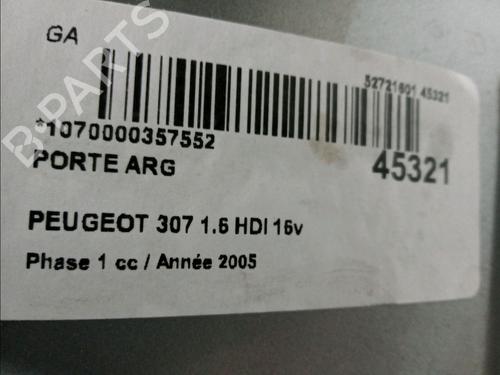 GA
52721601 45321
*1070000357552
45321
PORTE ARG
PEUGEOT 307 1.6 HDI 16v
Phase 1 cc / Année 2005
B-PARTS